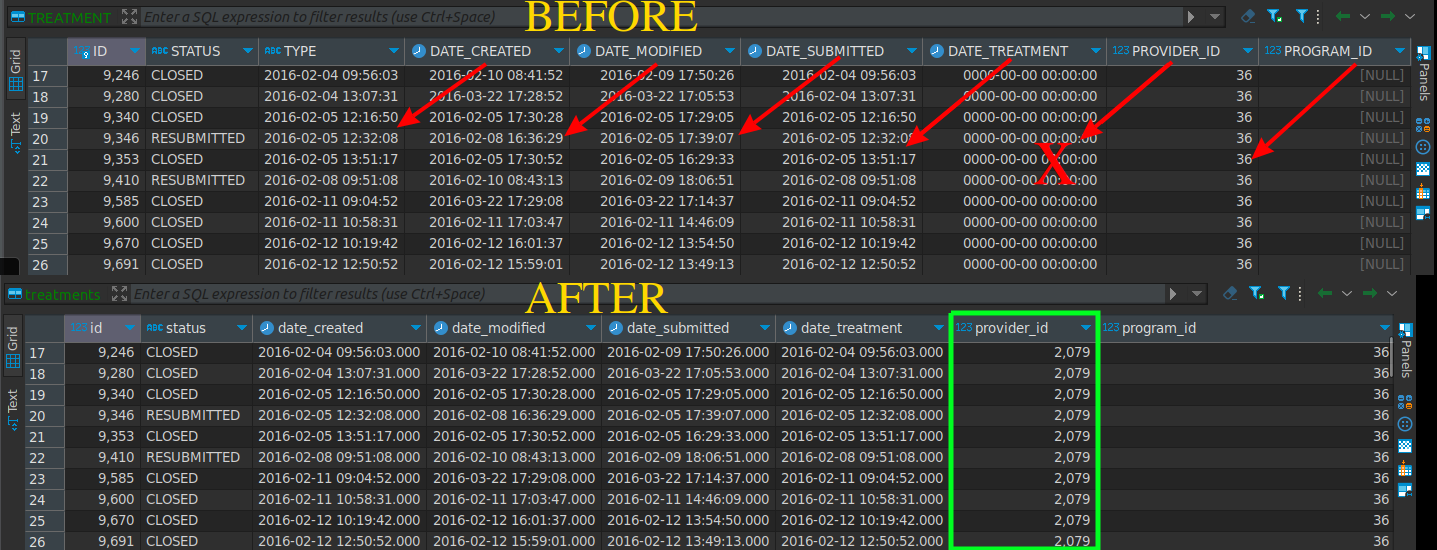 BEFORE
TREATMENT Enter a SQL expression to filter results (use Ctrl+Space)
Grid
Text
Panels
123 ID ABC STATUS ABC TYPE DATE_CREATED DATE_MODIFIED DATE_SUBMITTED DATE_TREATMENT 123 PROVIDER_ID 123 PROGRAM_ID
17 9,246 CLOSED 2016-02-04 09:56:03 2016-02-10 08:41:52 2016-02-09 17:50:26 2016-02-04 09:56:03 0000-00-00 00:00:00 36 [NULL]
18 9,280 CLOSED 2016-02-04 13:07:31 2016-03-22 17:28:52 2016-03-22 17:05:53 2016-02-04 13:07:31 0000-00-00 00:00:00 36 [NULL]
19 9,340 CLOSED 2016-02-05 12:16:50 2016-02-05 17:30:28 2016-02-05 17:29:05 2016-02-05 12:16:50 0000-00-00 00:00:00 36 [NULL]
20 9,346 RESUBMITTED 2016-02-05 12:32:08 2016-02-08 16:36:29 2016-02-05 17:39:07 2016-02-05 12:32:08 0000-00-00 00:00:00 36 [NULL]
21 9,353 CLOSED 2016-02-05 13:51:17 2016-02-05 17:30:52 2016-02-05 16:29:33 2016-02-05 13:51:17 0000-00-00 00:00:00 36 [NULL]
X
22 9,410 RESUBMITTED 2016-02-08 09:51:08 2016-02-10 08:43:13 2016-02-09 18:06:51 2016-02-08 09:51:08 0000-00-00 00:00:00 36 [NULL]
23 9,585 CLOSED 2016-02-11 09:04:52 2016-03-22 17:29:08 2016-03-22 17:14:37 2016-02-11 09:04:52 0000-00-00 00:00:00 36 [NULL]
24 9,600 CLOSED 2016-02-11 10:58:31 2016-02-11 17:03:47 2016-02-11 14:46:09 2016-02-11 10:58:31 0000-00-00 00:00:00 36 [NULL]
25 9,670 CLOSED 2016-02-12 10:19:42 2016-02-12 16:01:37 2016-02-12 13:54:50 2016-02-12 10:19:42 0000-00-00 00:00:00 36 [NULL]
26 9,691 CLOSED 2016-02-12 12:50:52 2016-02-12 15:59:01 2016-02-12 13:49:13 2016-02-12 12:50:52 0000-00-00 00:00:00 36 [NULL]
AFTER
treatments Enter a SQL expression to filter results (use Ctrl+Space)
Grid
Text
Panels
123 id ABC status date_created date_modified date_submitted date_treatment 123 provider_id 123 program_id
17 9,246 CLOSED 2016-02-04 09:56:03.000 2016-02-10 08:41:52.000 2016-02-09 17:50:26.000 2016-02-04 09:56:03.000 2,079 36
18 9,280 CLOSED 2016-02-04 13:07:31.000 2016-03-22 17:28:52.000 2016-03-22 17:05:53.000 2016-02-04 13:07:31.000 2,079 36
19 9,340 CLOSED 2016-02-05 12:16:50.000 2016-02-05 17:30:28.000 2016-02-05 17:29:05.000 2016-02-05 12:16:50.000 2,079 36
20 9,346 RESUBMITTED 2016-02-05 12:32:08.000 2016-02-08 16:36:29.000 2016-02-05 17:39:07.000 2016-02-05 12:32:08.000 2,079 36
21 9,353 CLOSED 2016-02-05 13:51:17.000 2016-02-05 17:30:52.000 2016-02-05 16:29:33.000 2016-02-05 13:51:17.000 2,079 36
22 9,410 RESUBMITTED 2016-02-08 09:51:08.000 2016-02-10 08:43:13.000 2016-02-09 18:06:51.000 2016-02-08 09:51:08.000 2,079 36
23 9,585 CLOSED 2016-02-11 09:04:52.000 2016-03-22 17:29:08.000 2016-03-22 17:14:37.000 2016-02-11 09:04:52.000 2,079 36
24 9,600 CLOSED 2016-02-11 10:58:31.000 2016-02-11 17:03:47.000 2016-02-11 14:46:09.000 2016-02-11 10:58:31.000 2,079 36
25 9,670 CLOSED 2016-02-12 10:19:42.000 2016-02-12 16:01:37.000 2016-02-12 13:54:50.000 2016-02-12 10:19:42.000 2,079 36
26 9,691 CLOSED 2016-02-12 12:50:52.000 2016-02-12 15:59:01.000 2016-02-12 13:49:13.000 2016-02-12 12:50:52.000 2,079 36